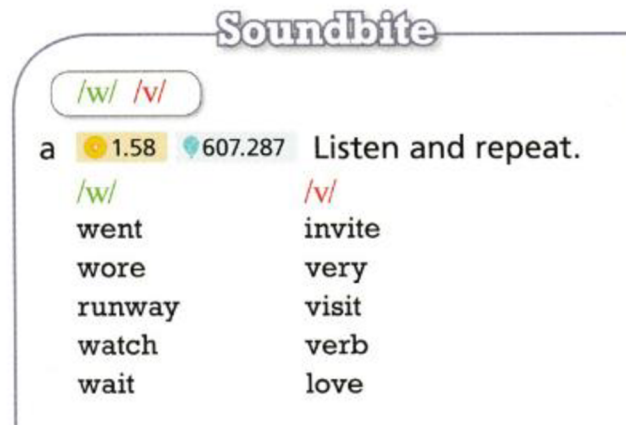 Soundbite
/w/ /v/
a 1.58 607.287 Listen and repeat.
/w/ /v/
went invite
wore very
runway visit
watch verb
wait love